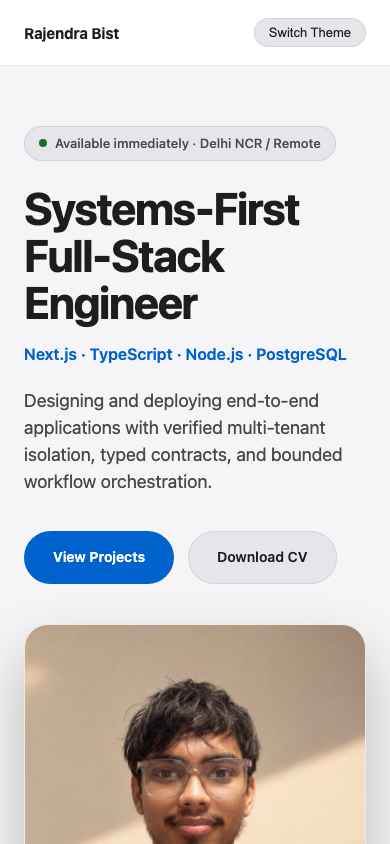 Rajendra Bist
Switch Theme
Available immediately · Delhi NCR / Remote
Systems-First
Full-Stack
Engineer
Next.js · TypeScript · Node.js · PostgreSQL
Designing and deploying end-to-end
applications with verified multi-tenant
isolation, typed contracts, and bounded
workflow orchestration.
View Projects
Download CV